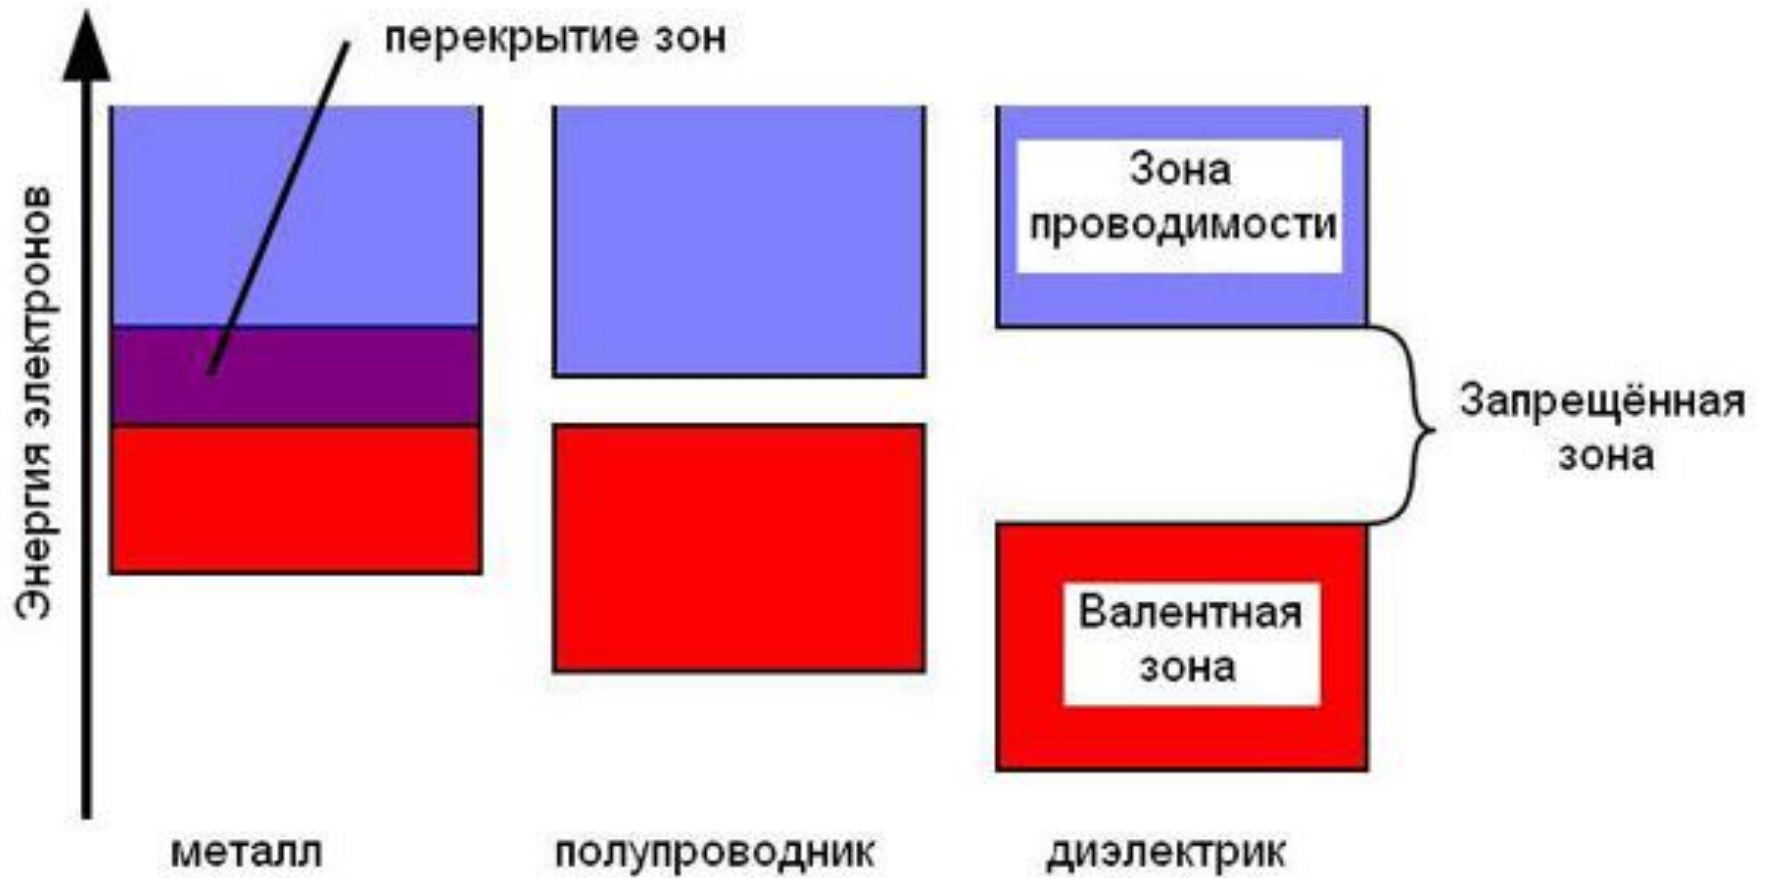 перекрытие зон
Энергия электронов
Зона
проводимости
Запрещённая
зона
Валентная
зона
металл
полупроводник
диэлектрик